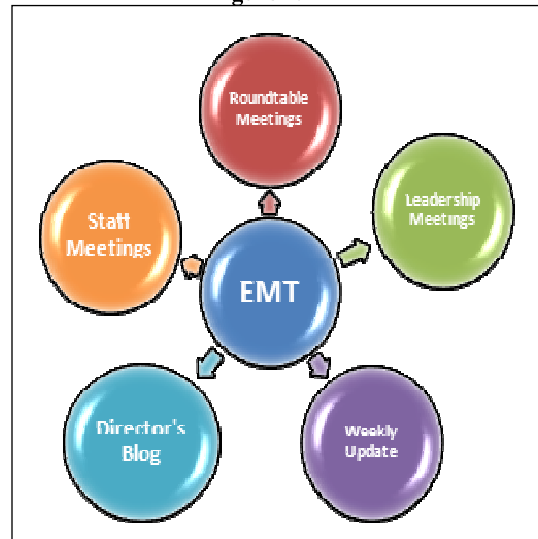 Roundtable
Meetings
Leadership
Meetings
Staff
Meetings
EMT
Director's
Blog
Weekly
Update